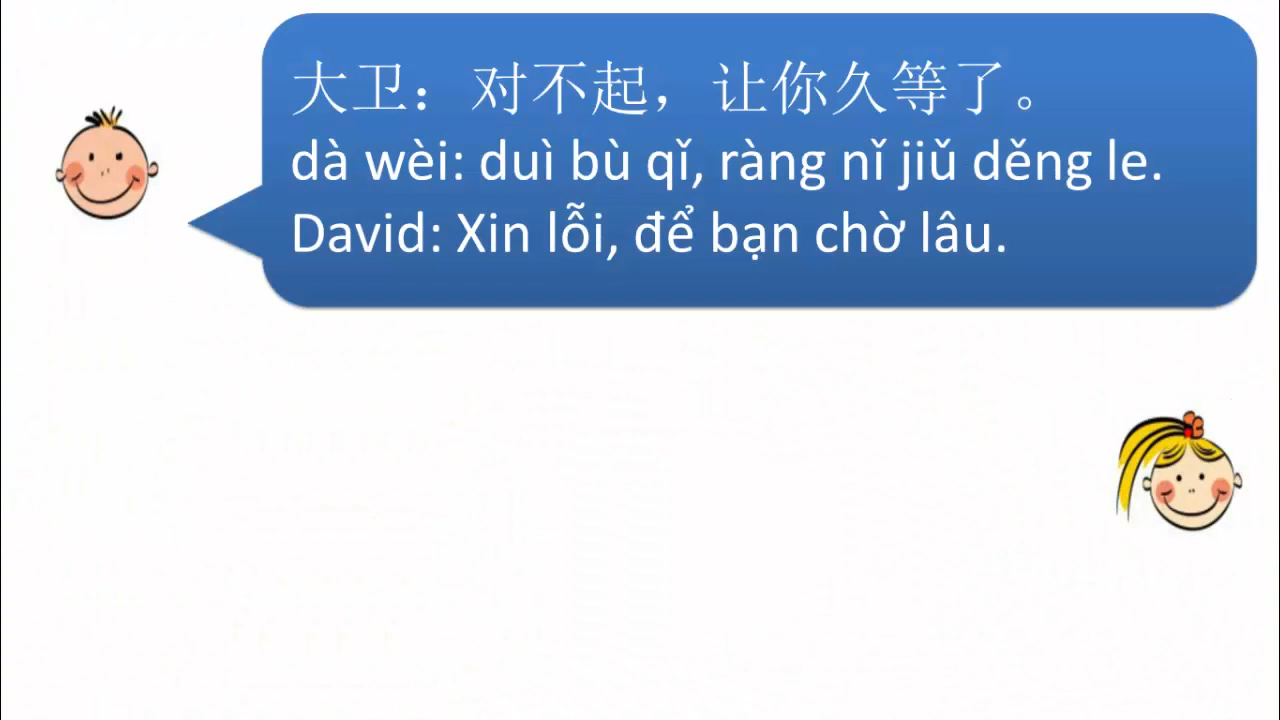 大卫：对不起，让你久等了。
dà wèi: duì bù qǐ, ràng nǐ jiǔ děng le.
David: Xin lỗi, để bạn chờ lâu.